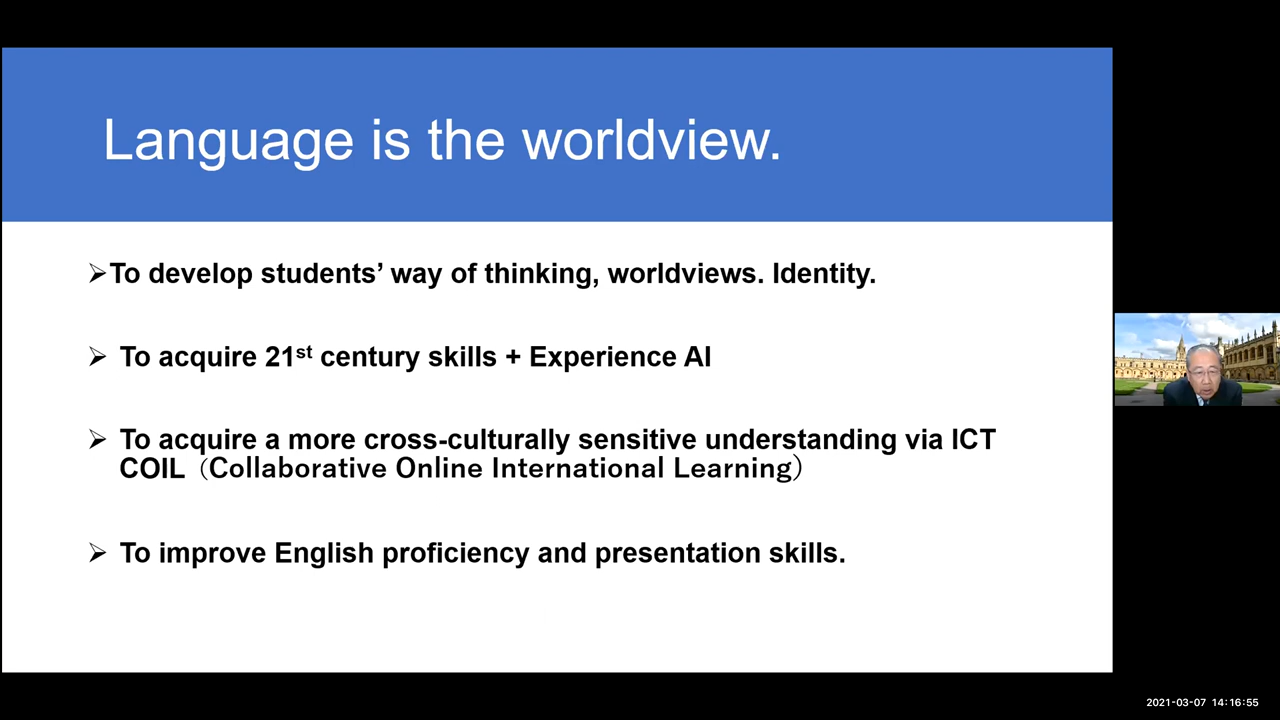 Language is the worldview.
➢To develop students’ way of thinking, worldviews. Identity.
➢ To acquire 21st century skills + Experience AI
➢ To acquire a more cross-culturally sensitive understanding via ICT
COIL（Collaborative Online International Learning）
➢ To improve English proficiency and presentation skills.
2021-03-07 14:16:55